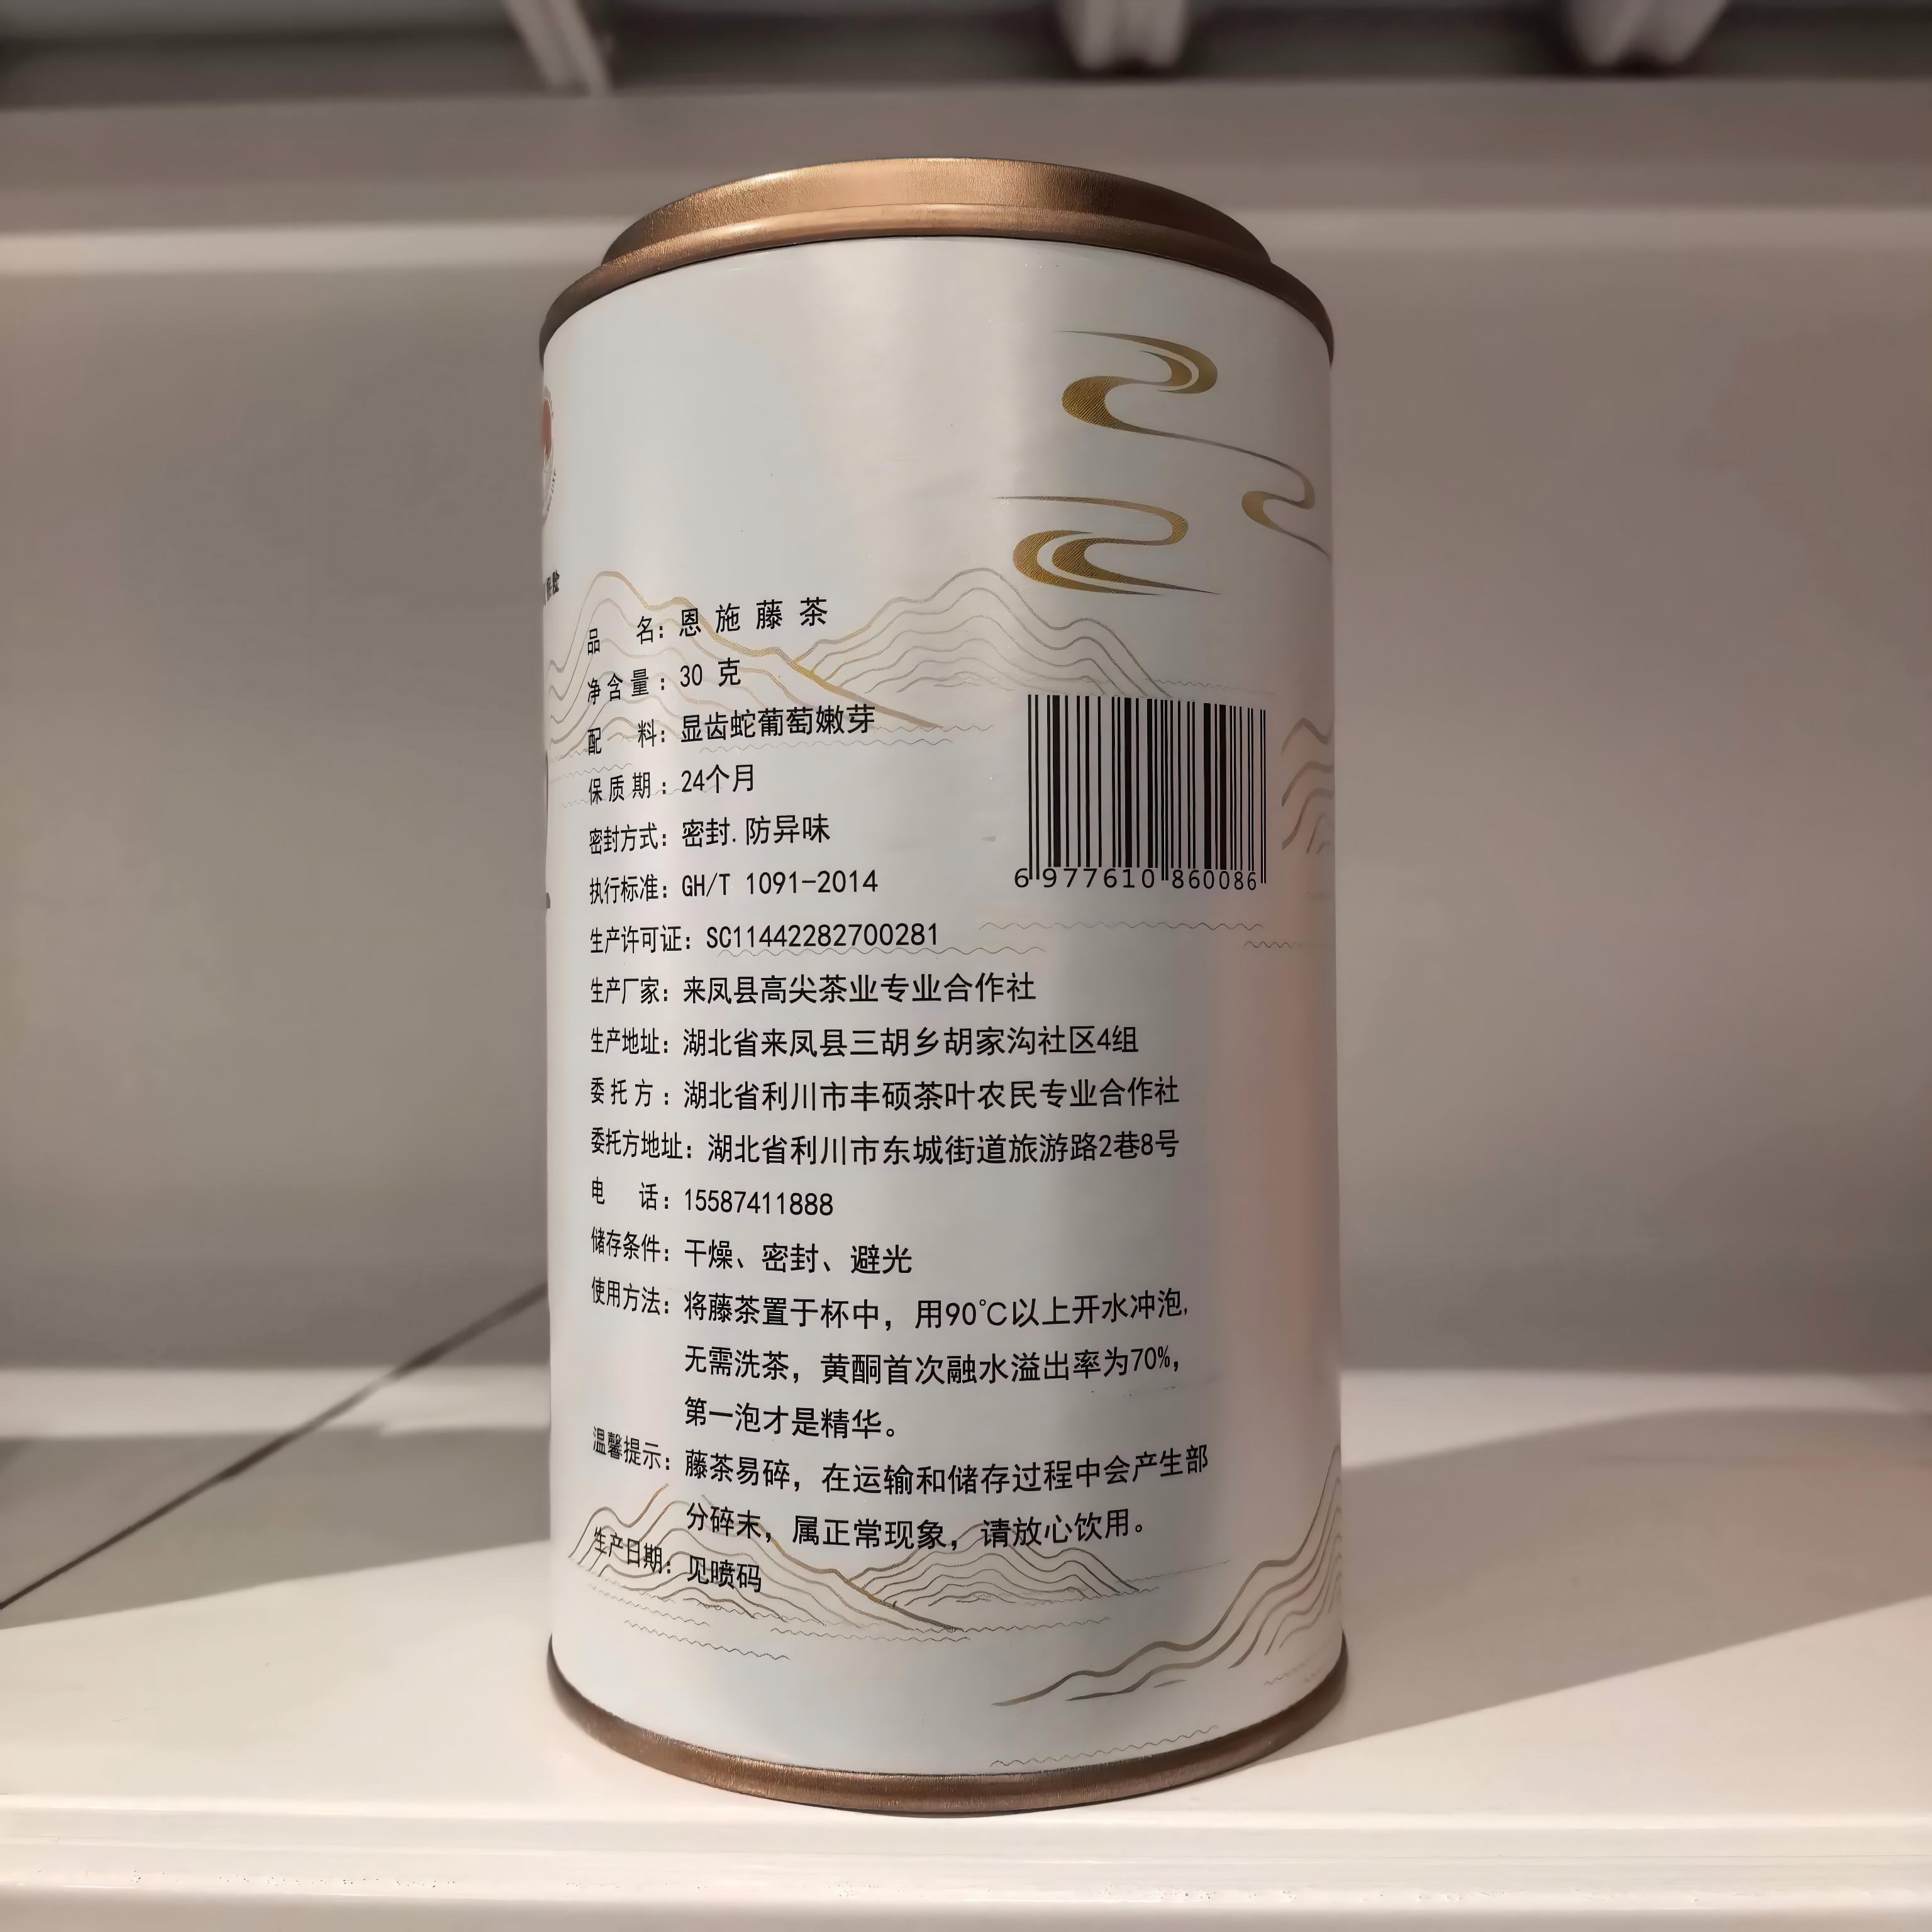 品名：恩施藤茶
净含量：30 克
配料：显齿蛇葡萄嫩芽
保质期：24个月
密封方式：密封.防异味
执行标准：GH/T 1091-2014
生产许可证：SC11442282700281
生产厂家：来凤县高尖茶业专业合作社
生产地址：湖北省来凤县三胡乡胡家沟社区4组
委托方：湖北省利川市丰硕茶叶农民专业合作社
委托方地址：湖北省利川市东城街道旅游路2巷8号
电话：15587411888
储存条件：干燥、密封、避光
使用方法：将藤茶置于杯中，用90℃以上开水冲泡,
无需洗茶，黄酮首次融水溢出率为70%，
第一泡才是精华。
温馨提示：藤茶易碎，在运输和储存过程中会产生部
分碎末，属正常现象，请放心饮用。
生产日期：见喷码
6 977610 860086